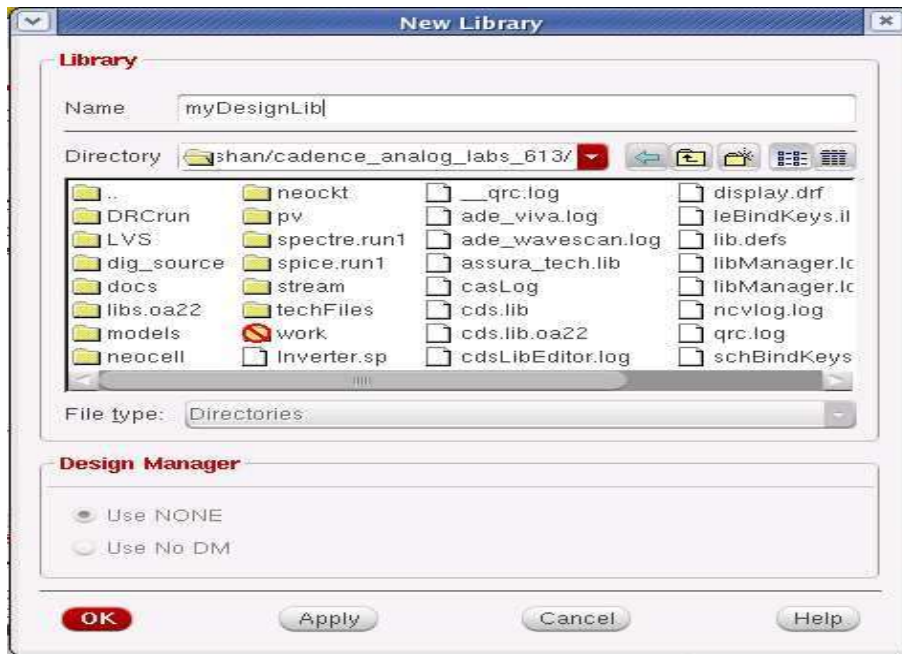 New Library
Library
Name myDesignLib
Directory shan/cadence_analog_labs_613/
.. neockt __qrc.log display.drf
DRCrun pv ade_viva.log leBindKeys.il
LVS spectre.run1 ade_wavescan.log lib.defs
dig_source spice.run1 assura_tech.lib libManager.lc
docs stream casLog libManager.lc
libs.oa22 techFiles cds.lib ncvlog.log
models work cds.lib.oa22 qrc.log
neocell Inverter.sp cdsLibEditor.log schBindKeys
File type: Directories
Design Manager
Use NONE
Use No DM
OK Apply Cancel Help